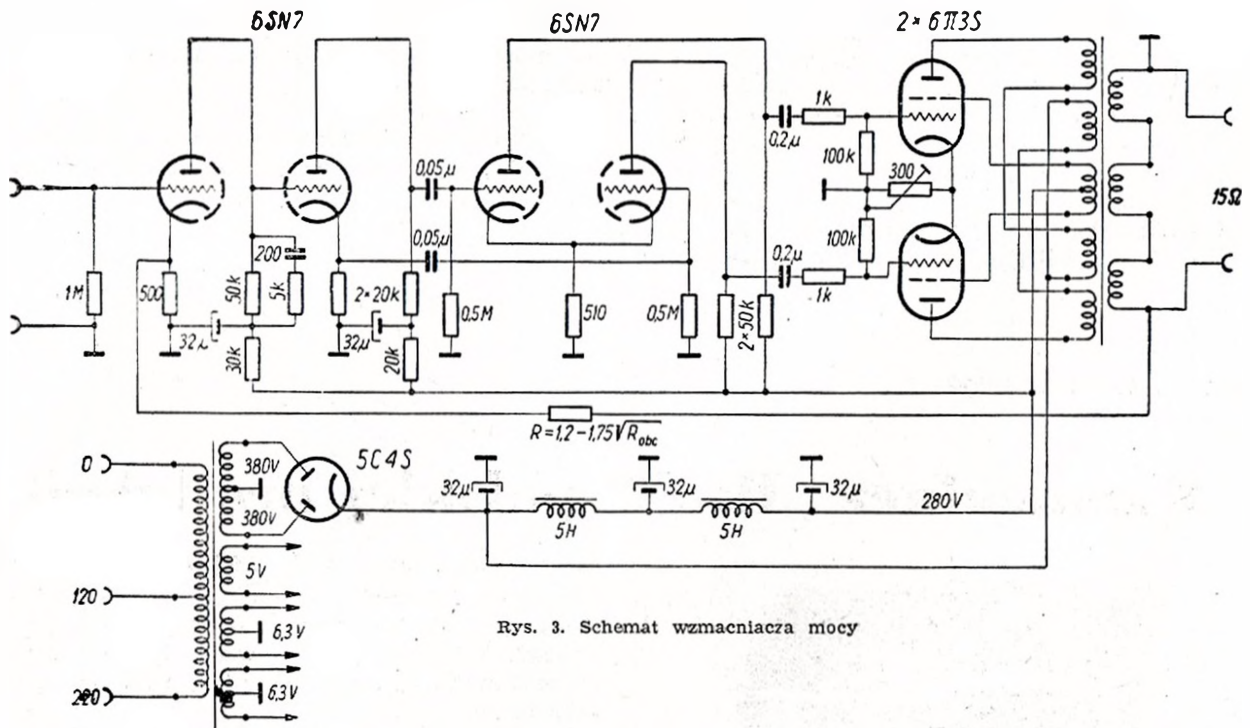 6SN7
6SN7
2 × 6П3S
0,05μ
0,05μ
0,2μ
1k
100k
300
100k
0,2μ
1k
15Ω
1M
500
200
50k
5k
32μ
30k
2×20k
32μ
20k
0,5M
510
0,5M
2×50k
R=1,2-1,75√Robc
0
120
220
380V
380V
5V
6,3V
6,3V
5C4S
32μ
5H
32μ
5H
32μ
280V
Rys. 3. Schemat wzmacniacza mocy